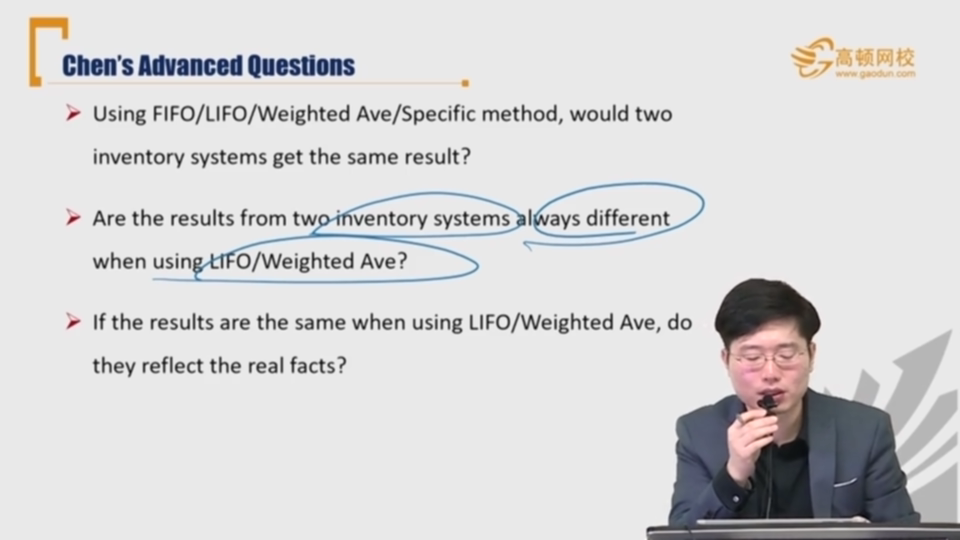 Chen's Advanced Questions
高顿网校
www.gaodun.com
Using FIFO/LIFO/Weighted Ave/Specific method, would two
inventory systems get the same result?
Are the results from two inventory systems always different
when using LIFO/Weighted Ave?
If the results are the same when using LIFO/Weighted Ave, do
they reflect the real facts?